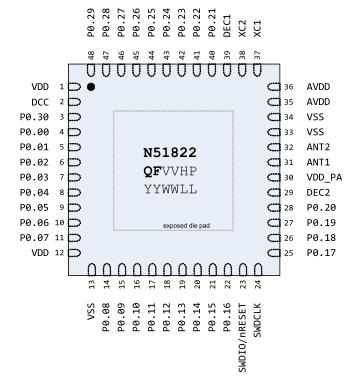 P0.29 P0.28 P0.27 P0.26 P0.25 P0.24 P0.23 P0.22 P0.21 DEC1 XC2 XC1
48 47 46 45 44 43 42 41 40 39 38 37
VDD 1
DCC 2
P0.30 3
P0.00 4
P0.01 5
P0.02 6
P0.03 7
P0.04 8
P0.05 9
P0.06 10
P0.07 11
VDD 12
N51822
QFVVHP
YYWWLL
exposed die pad
36 AVDD
35 AVDD
34 VSS
33 VSS
32 ANT2
31 ANT1
30 VDD_PA
29 DEC2
28 P0.20
27 P0.19
26 P0.18
25 P0.17
13 14 15 16 17 18 19 20 21 22 23 24
VSS P0.08 P0.09 P0.10 P0.11 P0.12 P0.13 P0.14 P0.15 P0.16 SWDIO/nRESET SWDCLK